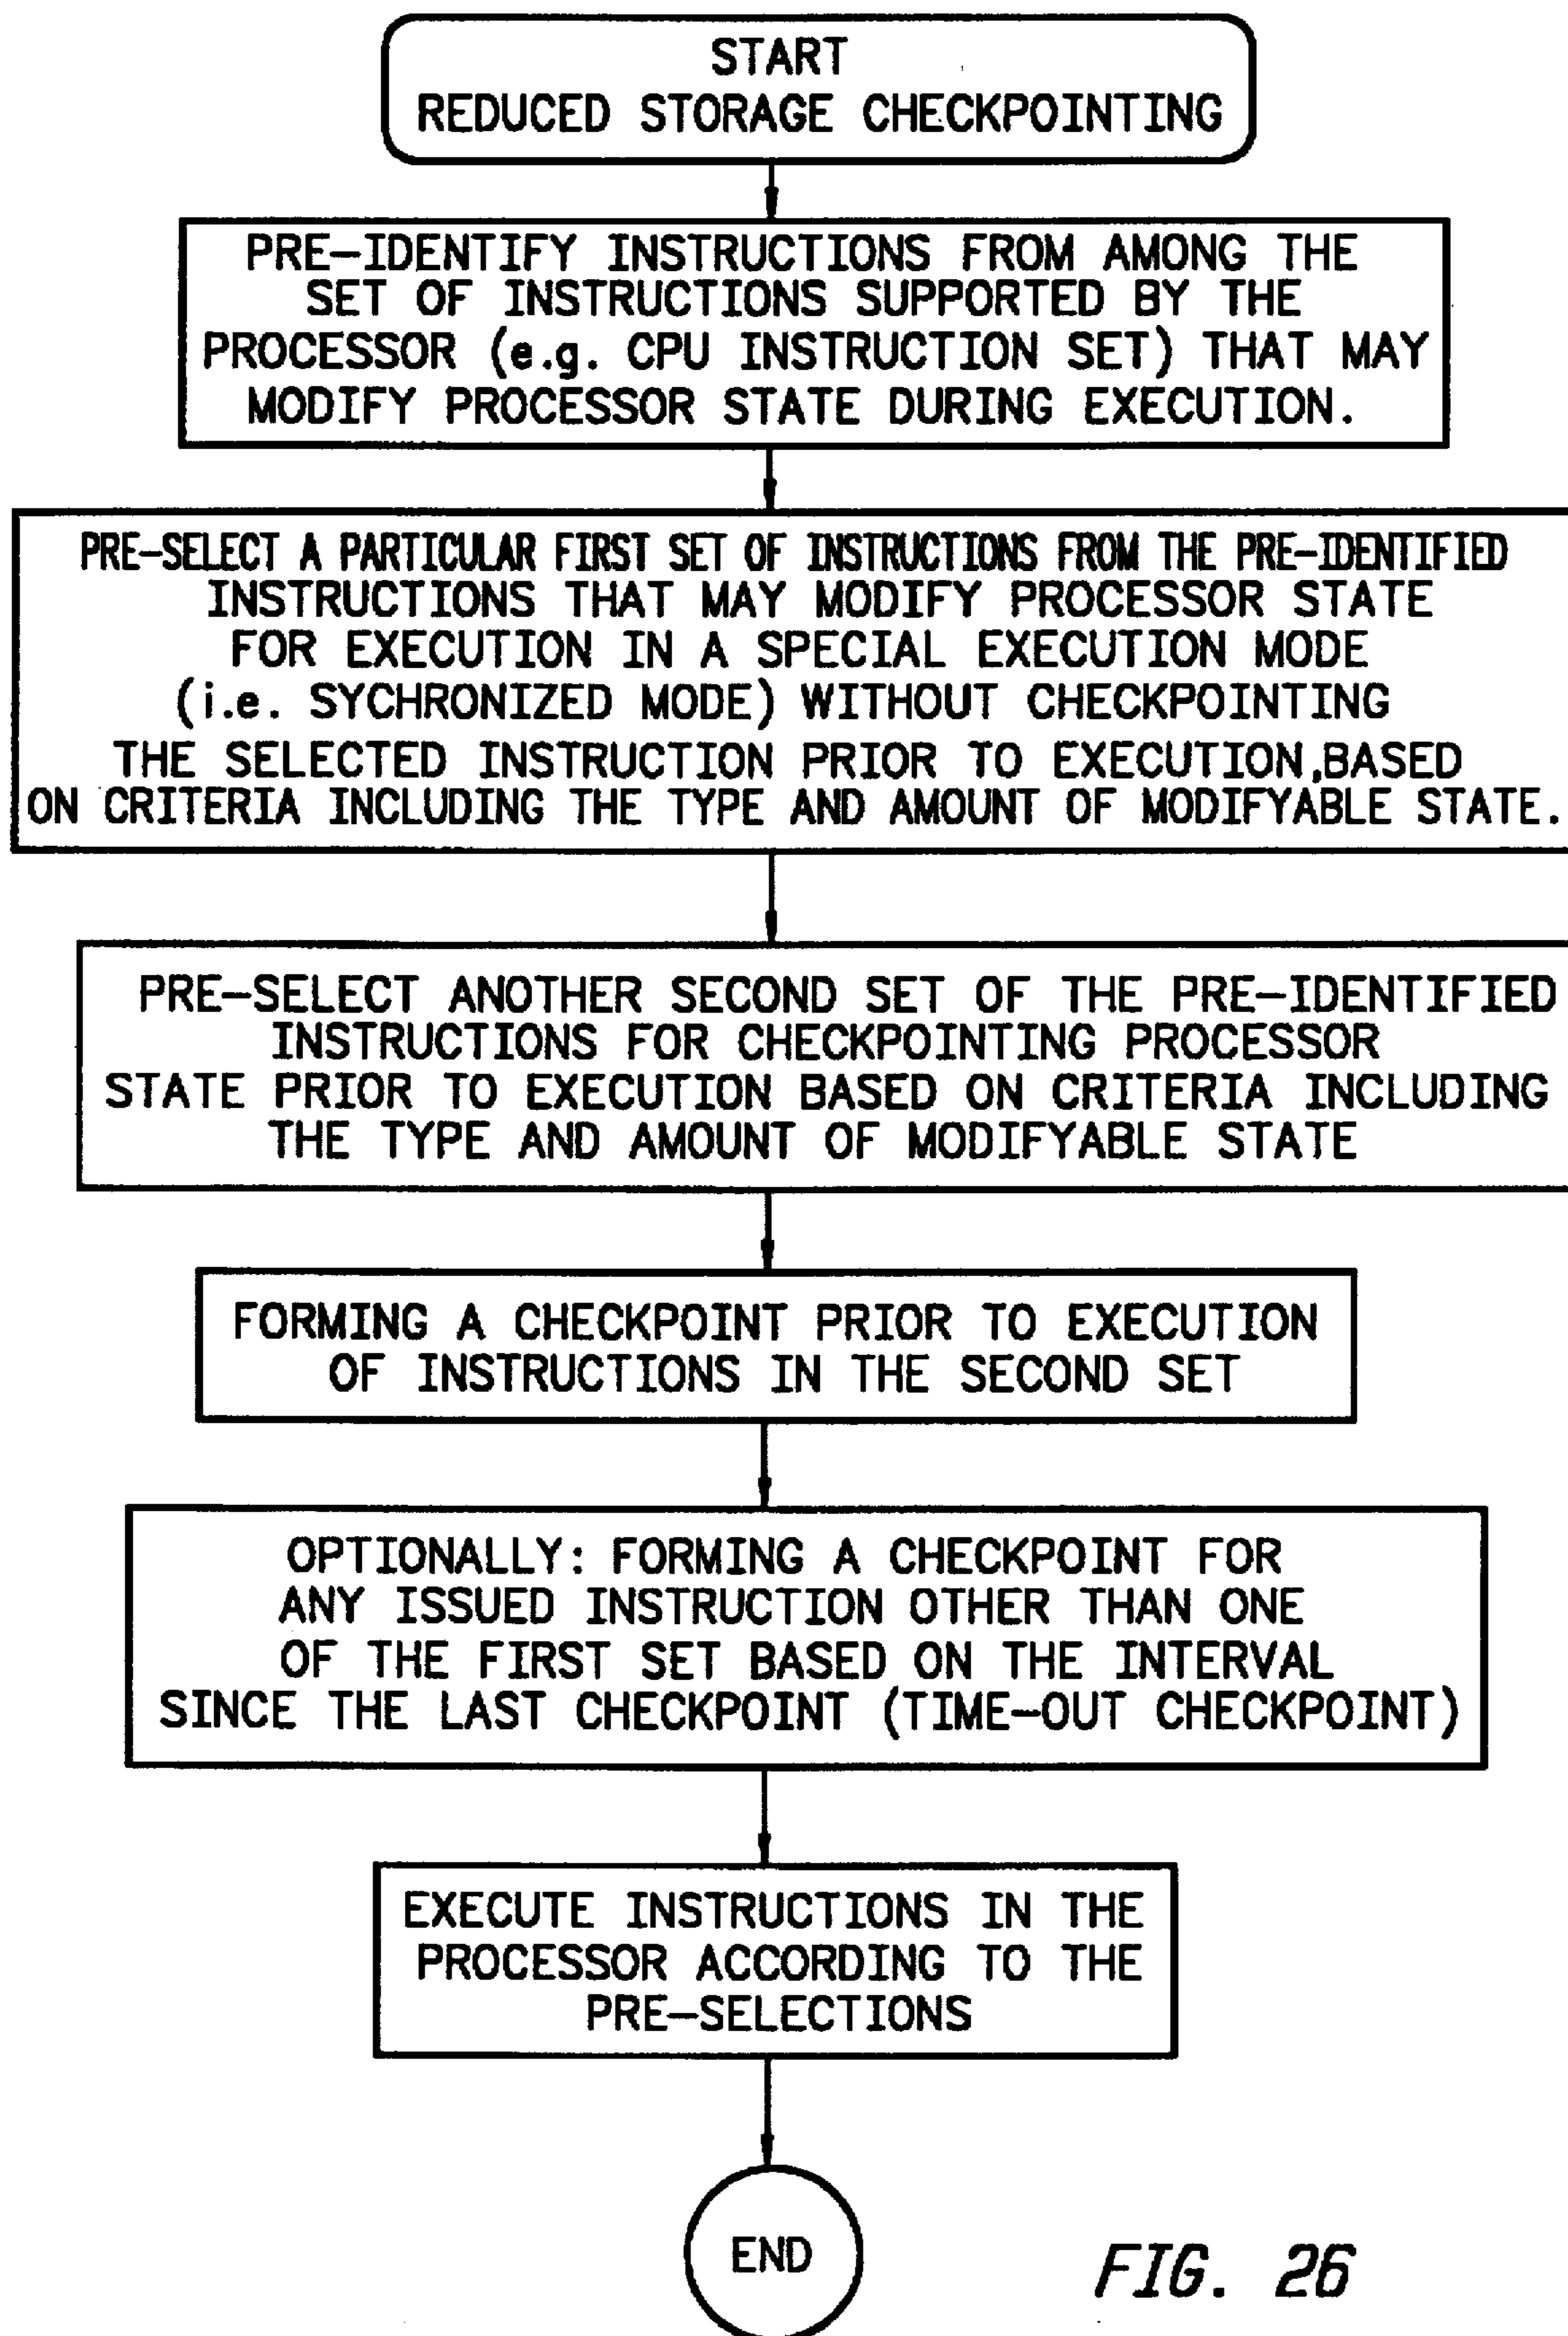 START
REDUCED STORAGE CHECKPOINTING
PRE-IDENTIFY INSTRUCTIONS FROM AMONG THE
SET OF INSTRUCTIONS SUPPORTED BY THE
PROCESSOR (e.g. CPU INSTRUCTION SET) THAT MAY
MODIFY PROCESSOR STATE DURING EXECUTION.
PRE-SELECT A PARTICULAR FIRST SET OF INSTRUCTIONS FROM THE PRE-IDENTIFIED
INSTRUCTIONS THAT MAY MODIFY PROCESSOR STATE
FOR EXECUTION IN A SPECIAL EXECUTION MODE
(i.e. SYCHRONIZED MODE) WITHOUT CHECKPOINTING
THE SELECTED INSTRUCTION PRIOR TO EXECUTION,BASED
ON CRITERIA INCLUDING THE TYPE AND AMOUNT OF MODIFYABLE STATE.
PRE-SELECT ANOTHER SECOND SET OF THE PRE-IDENTIFIED
INSTRUCTIONS FOR CHECKPOINTING PROCESSOR
STATE PRIOR TO EXECUTION BASED ON CRITERIA INCLUDING
THE TYPE AND AMOUNT OF MODIFYABLE STATE
FORMING A CHECKPOINT PRIOR TO EXECUTION
OF INSTRUCTIONS IN THE SECOND SET
OPTIONALLY: FORMING A CHECKPOINT FOR
ANY ISSUED INSTRUCTION OTHER THAN ONE
OF THE FIRST SET BASED ON THE INTERVAL
SINCE THE LAST CHECKPOINT (TIME-OUT CHECKPOINT)
EXECUTE INSTRUCTIONS IN THE
PROCESSOR ACCORDING TO THE
PRE-SELECTIONS
END
FIG. 26